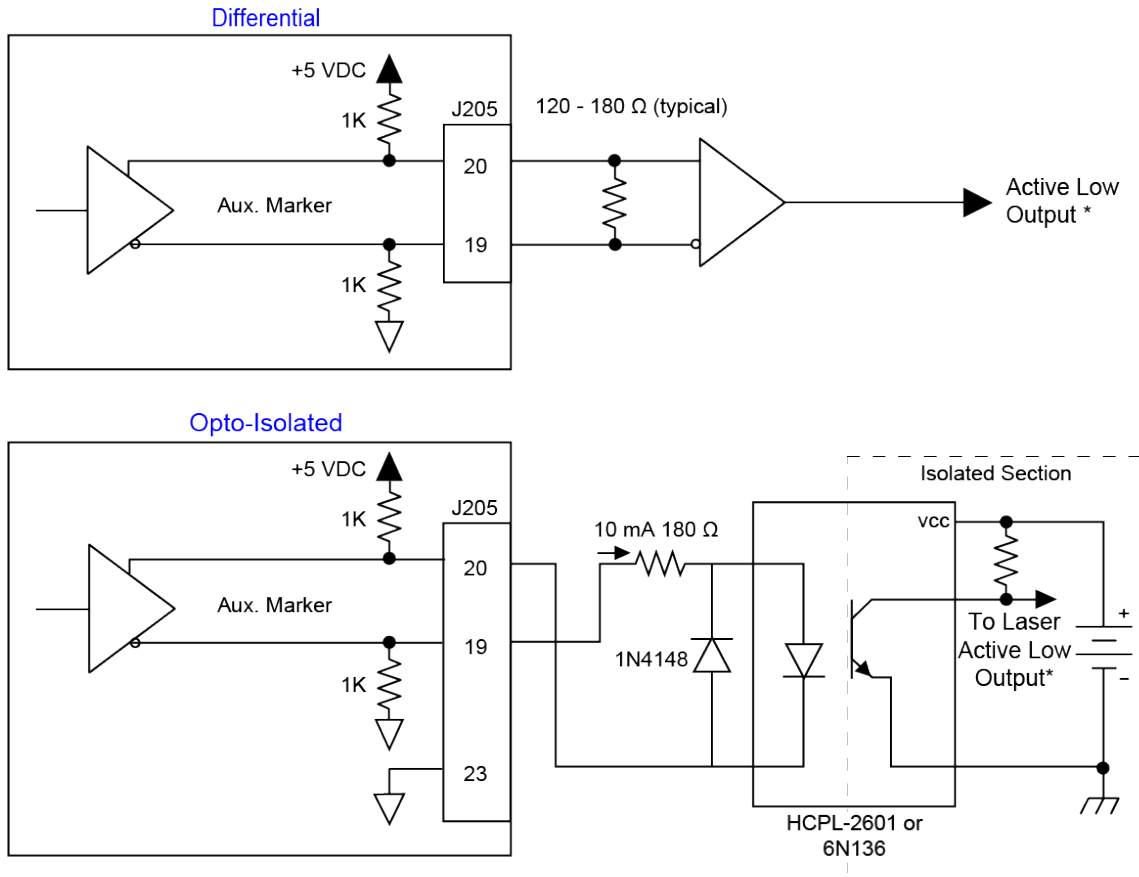 Differential
+5 VDC
1K
J205
120 - 180 Ω (typical)
20
Aux. Marker
19
1K
Active Low
Output *
Opto-Isolated
+5 VDC
1K
J205
20
Aux. Marker
19
1K
23
10 mA 180 Ω
1N4148
Isolated Section
vcc
To Laser
Active Low
Output*
+
−
HCPL-2601 or
6N136